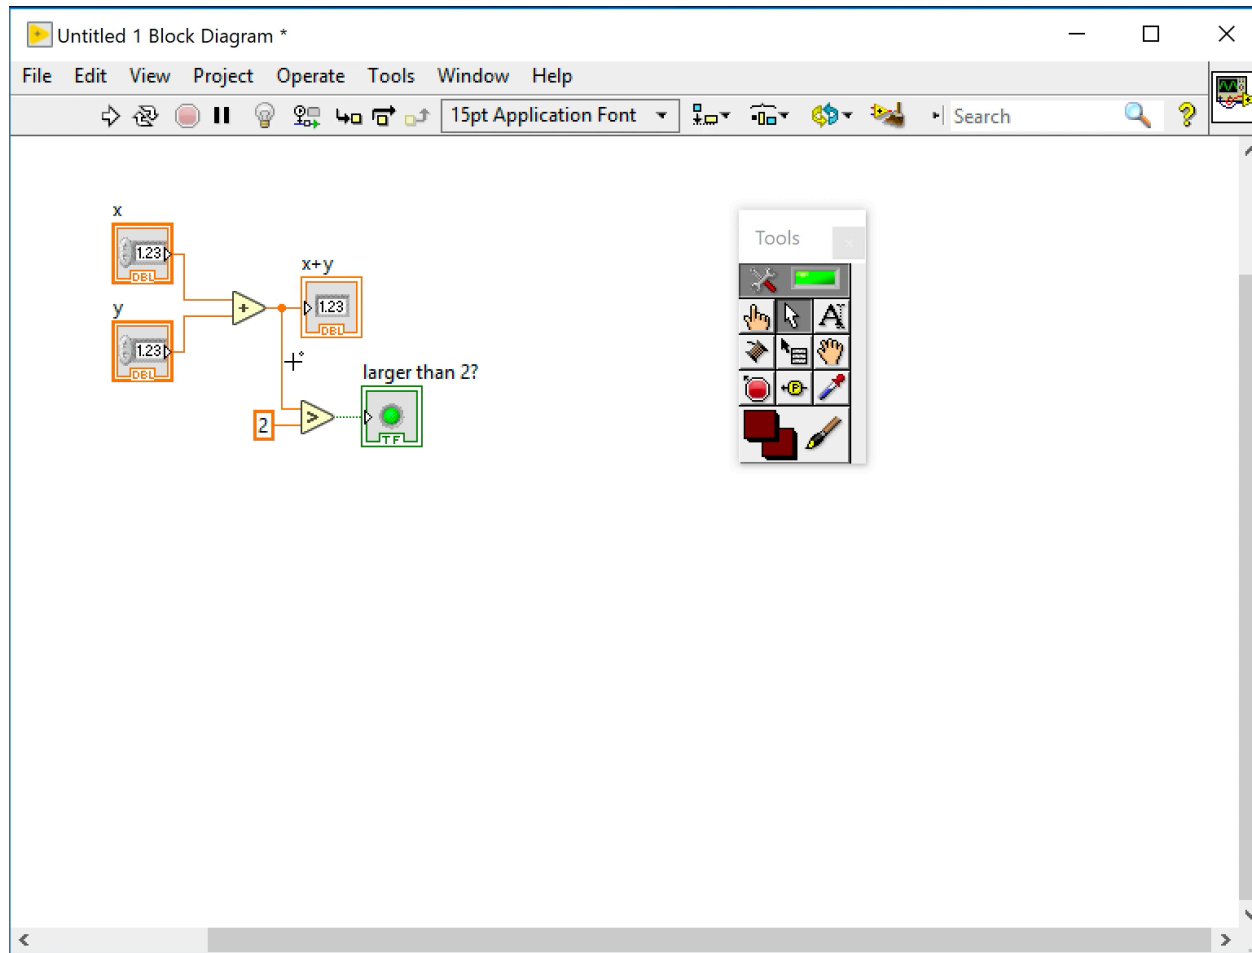 Untitled 1 Block Diagram *
File Edit View Project Operate Tools Window Help
15pt Application Font Search ?
x
1.23
DBL
x+y
1.23
DBL
y
1.23
DBL
+
larger than 2?
2
>
TF
Tools
A
P